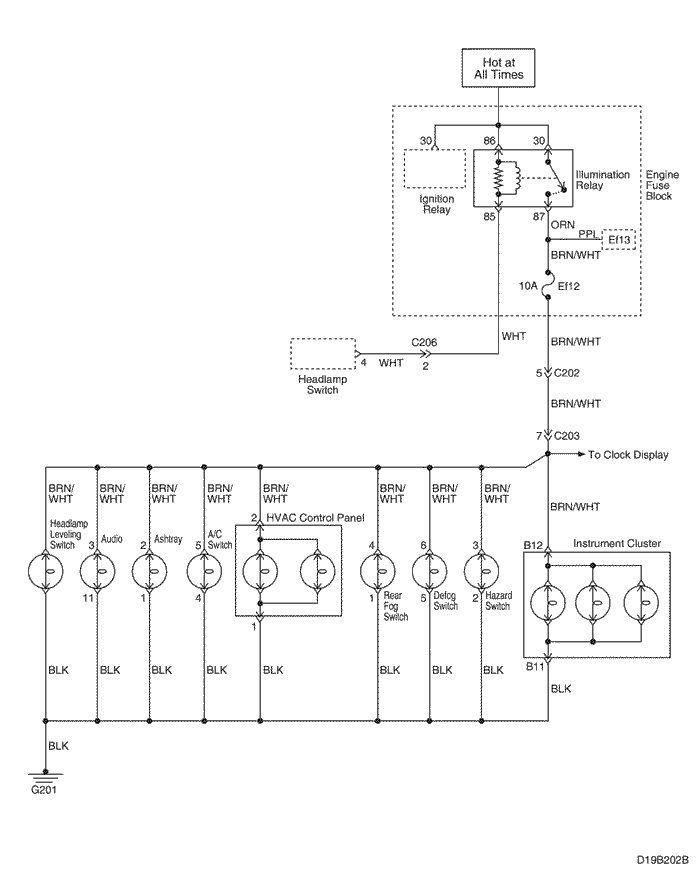 Hot at
All Times
30
86
30
Illumination
Relay
Engine
Fuse
Block
Ignition
Relay
85
87
ORN
PPL
Ef13
BRN/WHT
10A
Ef12
WHT
BRN/WHT
C206
4
WHT
2
Headlamp
Switch
5
C202
BRN/WHT
7
C203
To Clock Display
BRN/
WHT
BRN/
WHT
BRN/
WHT
BRN/
WHT
BRN/
WHT
BRN/
WHT
BRN/
WHT
BRN/
WHT
BRN/WHT
Headlamp
Leveling
Switch
3
Audio
2
Ashtray
5
A/C
Switch
2
HVAC Control Panel
4
6
3
B12
Instrument Cluster
11
1
4
1
1
Rear
Fog
Switch
5
Defog
Switch
2
Hazard
Switch
B11
BLK
BLK
BLK
BLK
BLK
BLK
BLK
BLK
BLK
BLK
G201
D19B202B